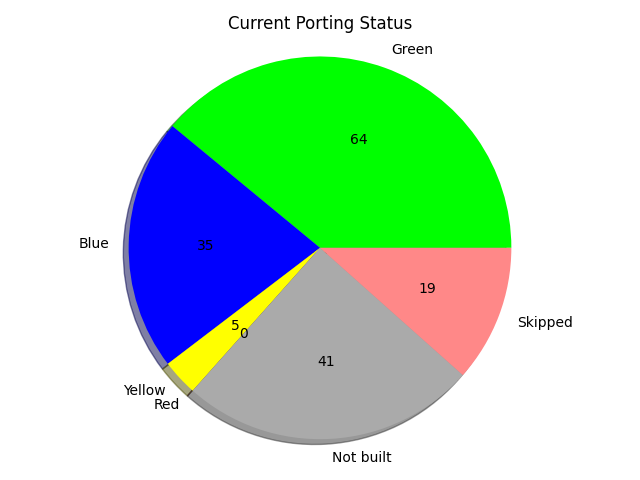 Current Porting Status
Green
64
Blue
35
Yellow
5
Red
0
Not built
41
Skipped
19